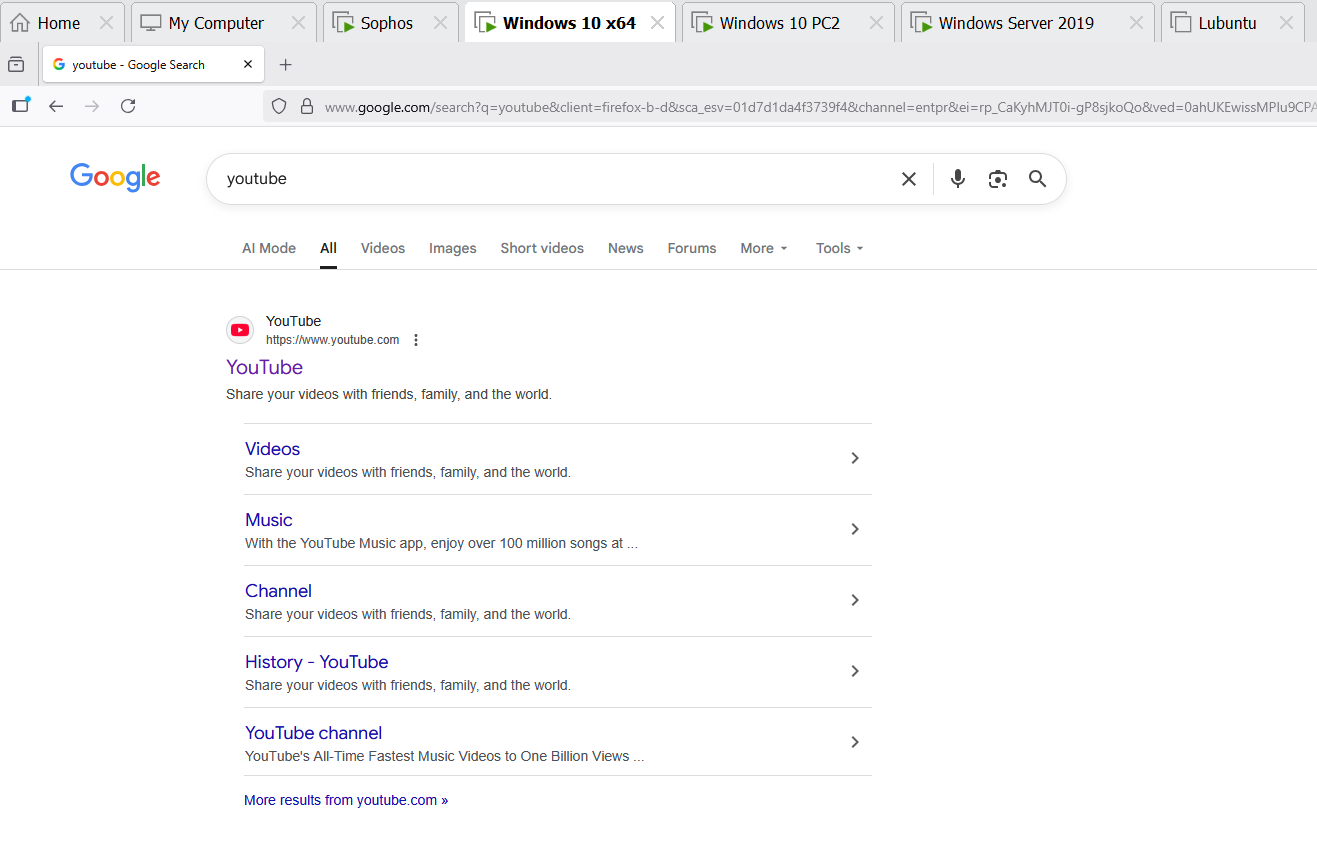 Home
My Computer
Sophos
Windows 10 x64
Windows 10 PC2
Windows Server 2019
Lubuntu
youtube - Google Search
www.google.com/search?q=youtube&client=firefox-b-d&sca_esv=01d7d1da4f3739f4&channel=entpr&ei=rp_CaKyhMJT0i-gP8sjkoQo&ved=0ahUKEwissMPlu9CPA
Google
youtube
AI Mode
All
Videos
Images
Short videos
News
Forums
More
Tools
YouTube
https://www.youtube.com
YouTube
Share your videos with friends, family, and the world.
Videos
Share your videos with friends, family, and the world.
Music
With the YouTube Music app, enjoy over 100 million songs at ...
Channel
Share your videos with friends, family, and the world.
History - YouTube
Share your videos with friends, family, and the world.
YouTube channel
YouTube's All-Time Fastest Music Videos to One Billion Views ...
More results from youtube.com »